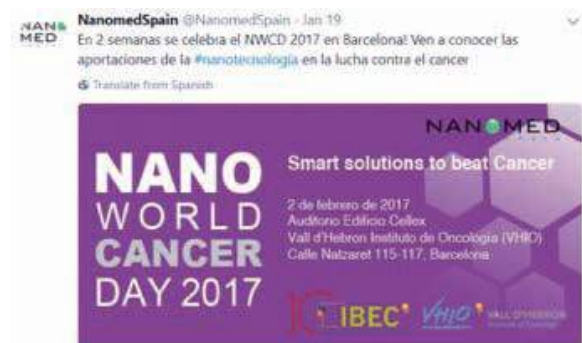 NANOMED
NanomedSpain @NanomedSpain · Jan 19
En 2 semanas se celebra el NWCD 2017 en Barcelona! Ven a conocer las
aportaciones de la #nanotecnología en la lucha contra el cancer
Translate from Spanish
NANOMED
NANO
WORLD
CANCER
DAY 2017
Smart solutions to beat Cancer
2 de febrero de 2017
Auditorio Edificio Cellex
Vall d'Hebron Instituto de Oncología (VHIO)
Calle Natzaret 115-117, Barcelona
IBEC
VHIO
VALL D'HEBRON